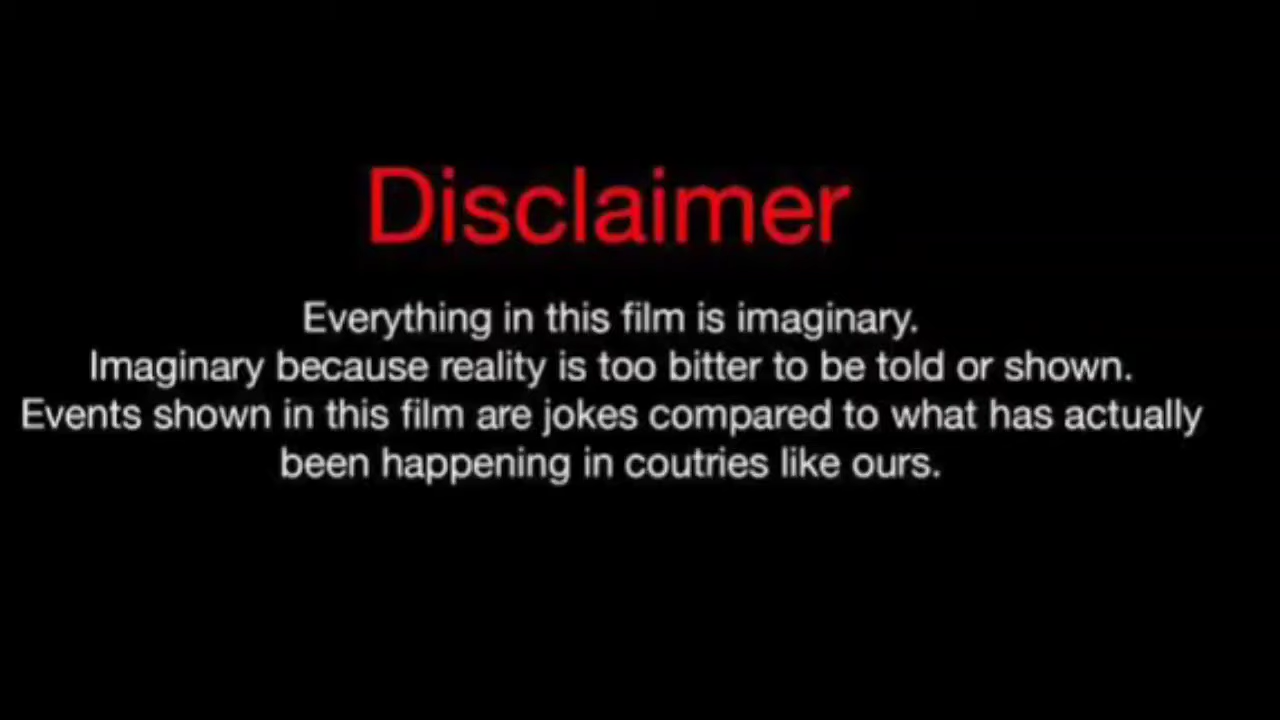 Disclaimer
Everything in this film is imaginary.
Imaginary because reality is too bitter to be told or shown.
Events shown in this film are jokes compared to what has actually
been happening in coutries like ours.